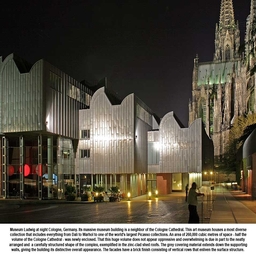 Museum Ludwig at night Cologne, Germany. Its massive museum building is a neighbor of the Cologne Cathedral. This art museum houses a most diverse
collection that includes everything from Dali to Warhol to one of the world's largest Picasso collections. An area of 260,000 cubic metres of space - half the
volume of the Cologne Cathedral - was newly enclosed. That this huge volume does not appear oppressive and overwhelming is due in part to the neatly
arranged and a carefully structured shape of the complex, exemplified in the zinc-clad shed roofs. The grey zinc roofing material extends down the supporting
walls, giving the building its distinctive overall appearance. The facades have a brick finish consisting of vertical rows that relieves the surface structure.